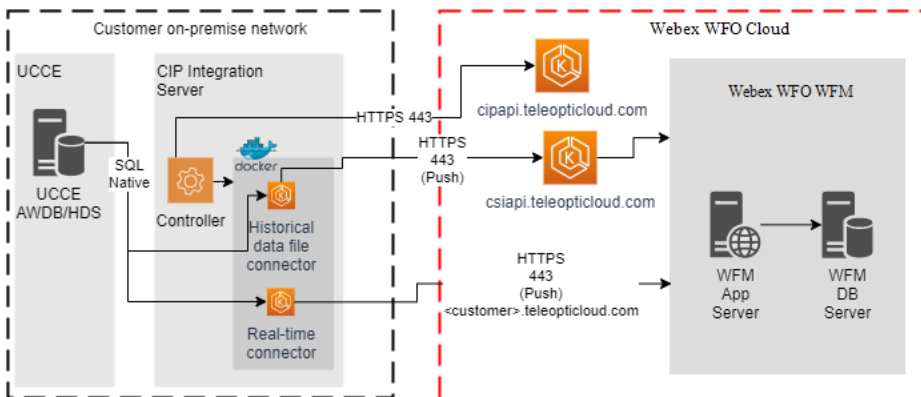 Customer on-premise network
UCCE
UCCE
AWDB/HDS
SQL
Native
CIP Integration
Server
Controller
docker
Historical
data file
connector
Real-time
connector
HTTPS 443
HTTPS
443
(Push)
HTTPS
443
(Push)
<customer>.teleopticloud.com
Webex WFO Cloud
cipapi.teleopticloud.com
csiapi.teleopticloud.com
Webex WFO WFM
WFM
App
Server
WFM
DB
Server